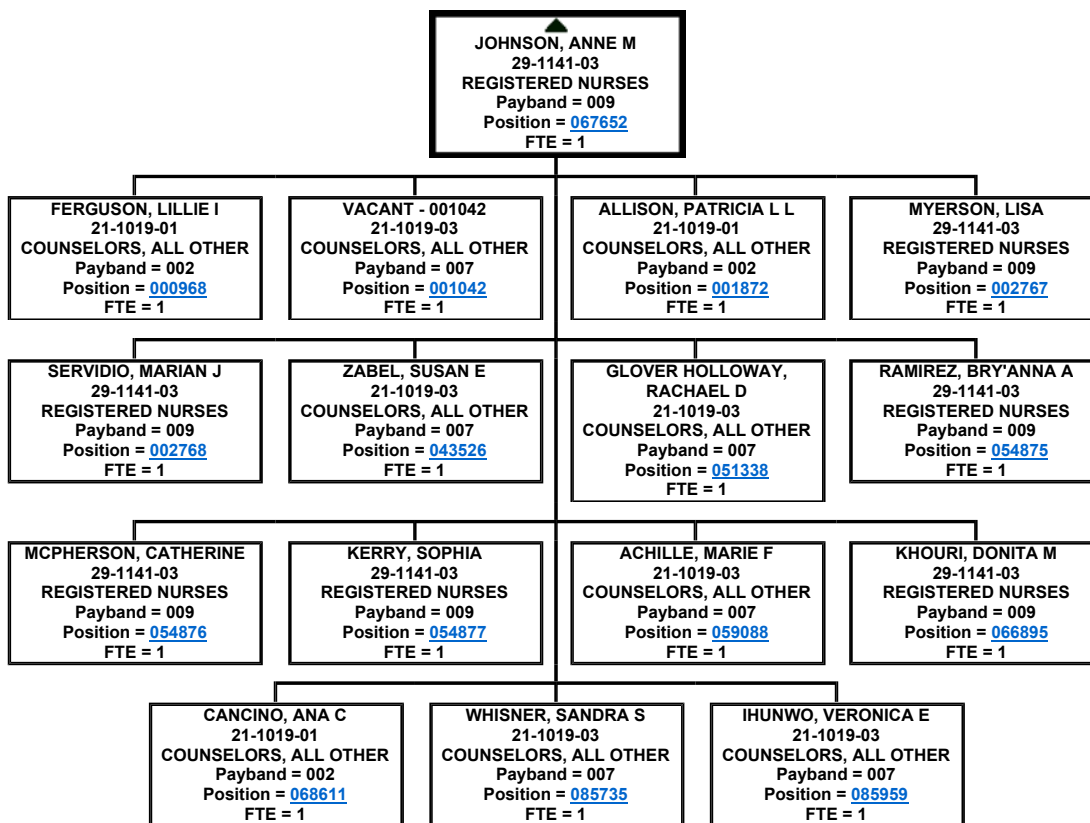 JOHNSON, ANNE M
29-1141-03
REGISTERED NURSES
Payband = 009
Position = 067652
FTE = 1
FERGUSON, LILLIE I
21-1019-01
COUNSELORS, ALL OTHER
Payband = 002
Position = 000968
FTE = 1
VACANT - 001042
21-1019-03
COUNSELORS, ALL OTHER
Payband = 007
Position = 001042
FTE = 1
ALLISON, PATRICIA L L
21-1019-01
COUNSELORS, ALL OTHER
Payband = 002
Position = 001872
FTE = 1
MYERSON, LISA
29-1141-03
REGISTERED NURSES
Payband = 009
Position = 002767
FTE = 1
SERVIDIO, MARIAN J
29-1141-03
REGISTERED NURSES
Payband = 009
Position = 002768
FTE = 1
ZABEL, SUSAN E
21-1019-03
COUNSELORS, ALL OTHER
Payband = 007
Position = 043526
FTE = 1
GLOVER HOLLOWAY,
RACHAEL D
21-1019-03
COUNSELORS, ALL OTHER
Payband = 007
Position = 051338
FTE = 1
RAMIREZ, BRY'ANNA A
29-1141-03
REGISTERED NURSES
Payband = 009
Position = 054875
FTE = 1
MCPHERSON, CATHERINE
29-1141-03
REGISTERED NURSES
Payband = 009
Position = 054876
FTE = 1
KERRY, SOPHIA
29-1141-03
REGISTERED NURSES
Payband = 009
Position = 054877
FTE = 1
ACHILLE, MARIE F
21-1019-03
COUNSELORS, ALL OTHER
Payband = 007
Position = 059088
FTE = 1
KHOURI, DONITA M
29-1141-03
REGISTERED NURSES
Payband = 009
Position = 066895
FTE = 1
CANCINO, ANA C
21-1019-01
COUNSELORS, ALL OTHER
Payband = 002
Position = 068611
FTE = 1
WHISNER, SANDRA S
21-1019-03
COUNSELORS, ALL OTHER
Payband = 007
Position = 085735
FTE = 1
IHUNWO, VERONICA E
21-1019-03
COUNSELORS, ALL OTHER
Payband = 007
Position = 085959
FTE = 1